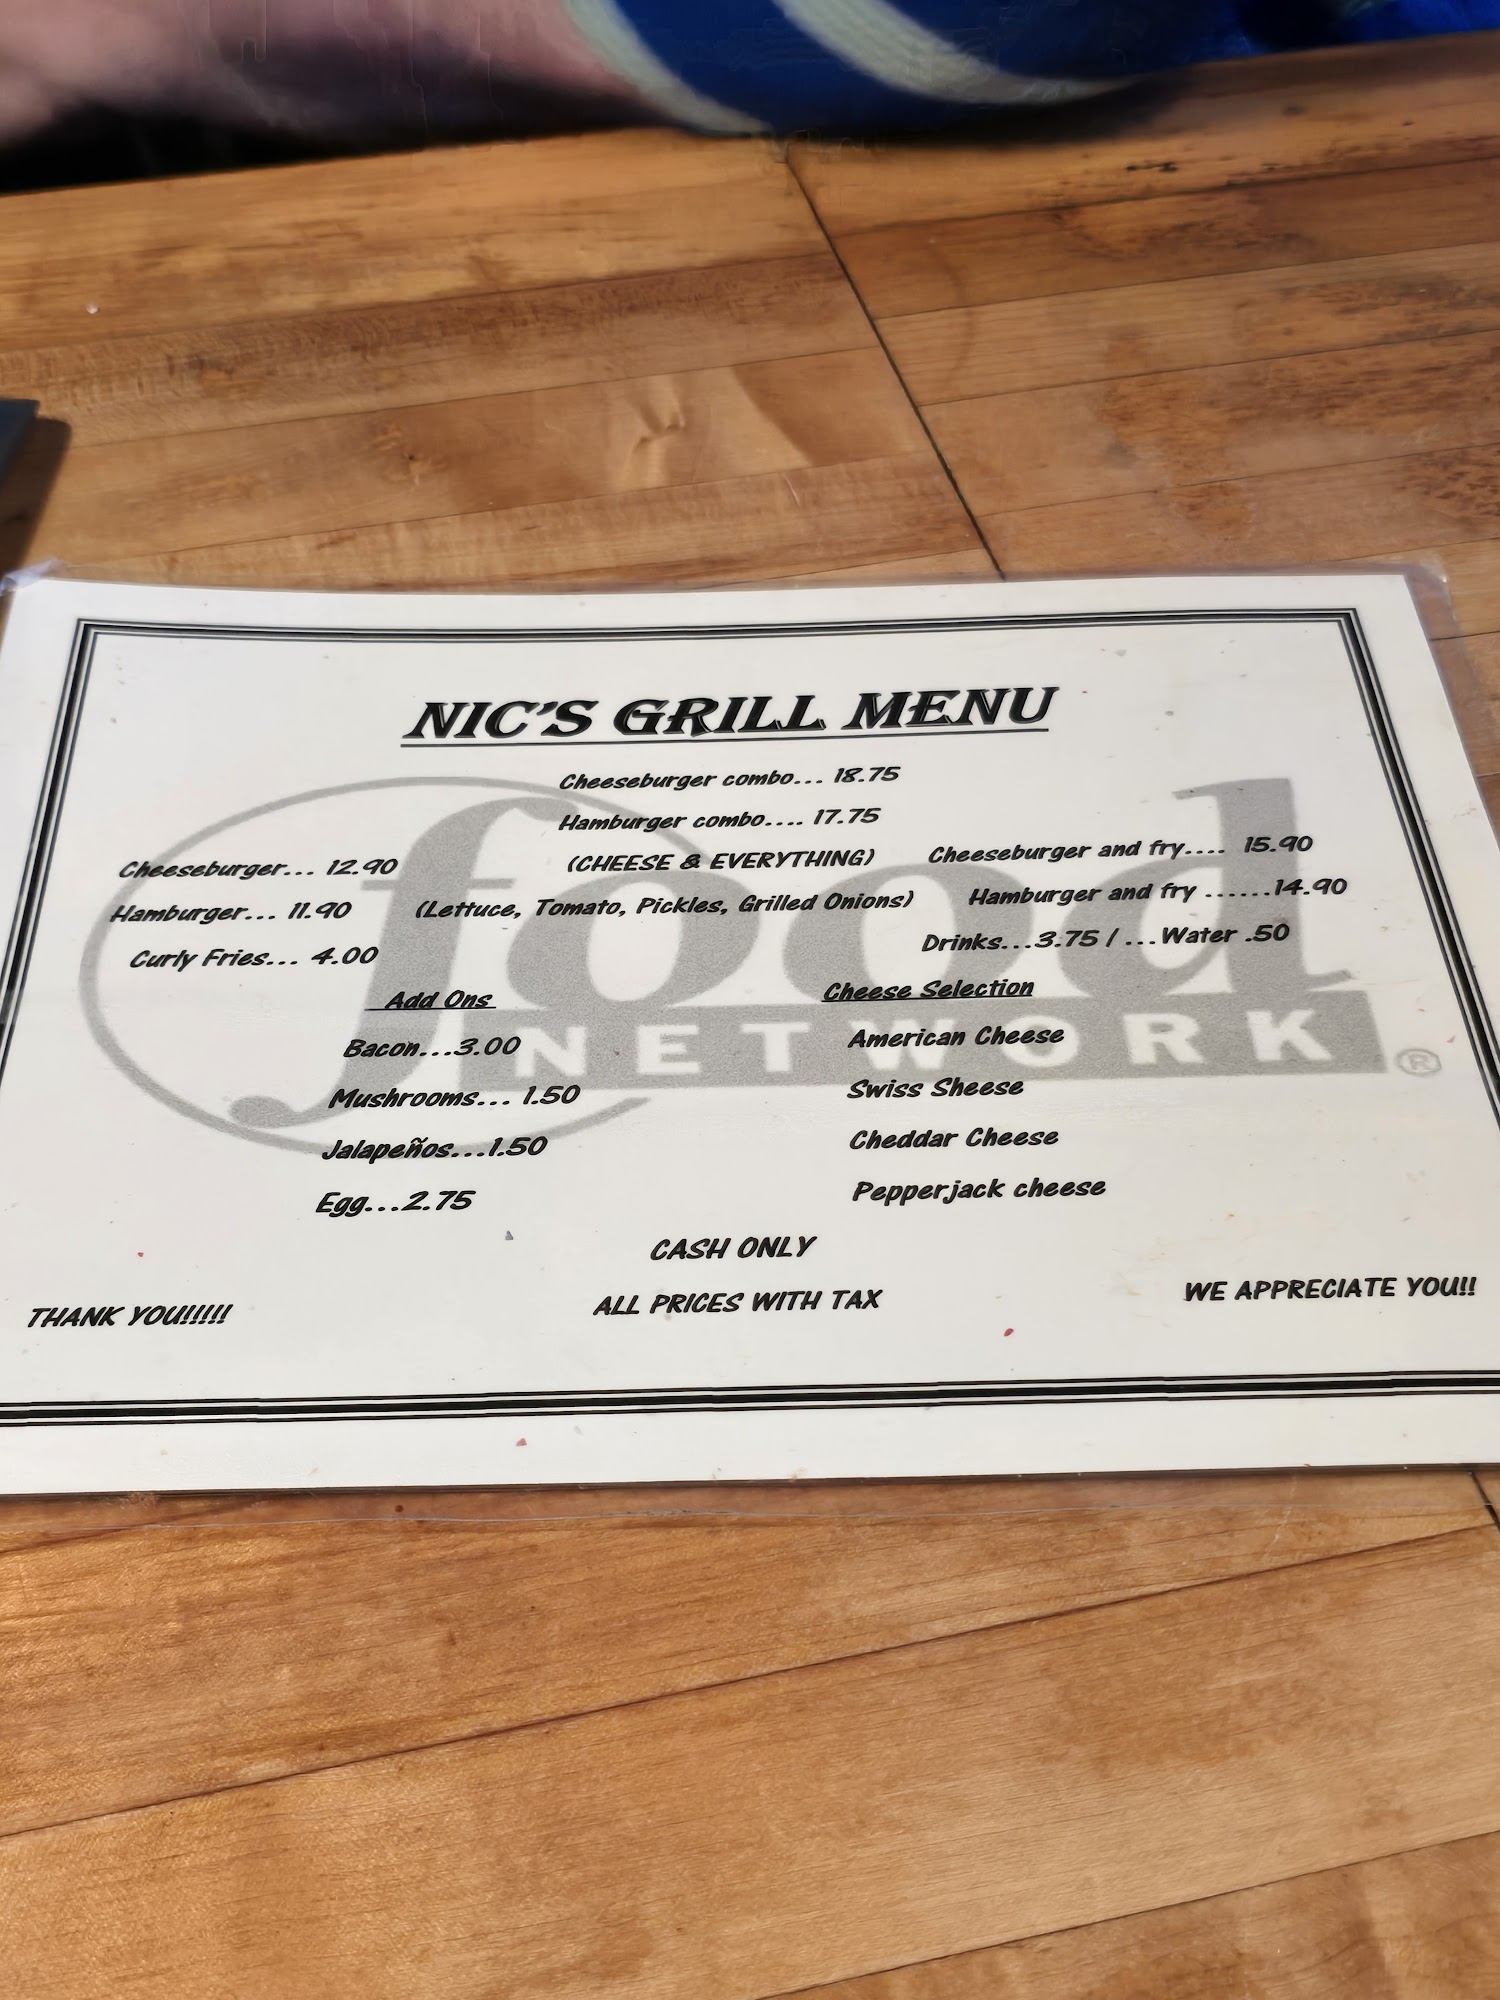 NIC'S GRILL MENU
Cheeseburger combo... 18.75
Hamburger combo.... 17.75
Cheeseburger... 12.90 (CHEESE & EVERYTHING) Cheeseburger and fry.... 15.90
Hamburger... 11.90 (Lettuce, Tomato, Pickles, Grilled Onions) Hamburger and fry ......14.90
Curly Fries... 4.00 Drinks...3.75 / ...Water .50
Add Ons Cheese Selection
Bacon...3.00 American Cheese
Mushrooms... 1.50 Swiss Sheese
Jalapeños...1.50 Cheddar Cheese
Egg...2.75 Pepperjack cheese
CASH ONLY
THANK YOU!!!!! ALL PRICES WITH TAX WE APPRECIATE YOU!!
food
NETWORK ®